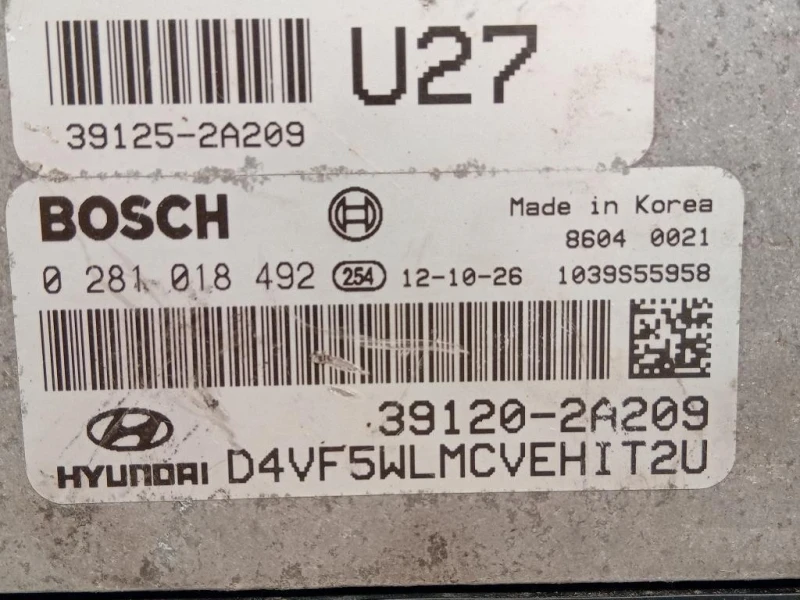 U27
39125-2A209
BOSCH
Made in Korea
8604 0021
0 281 018 492 254 12-10-26 1039S55958
39120-2A209
HYUNDAI D4VF5WLMCVEHIT2U